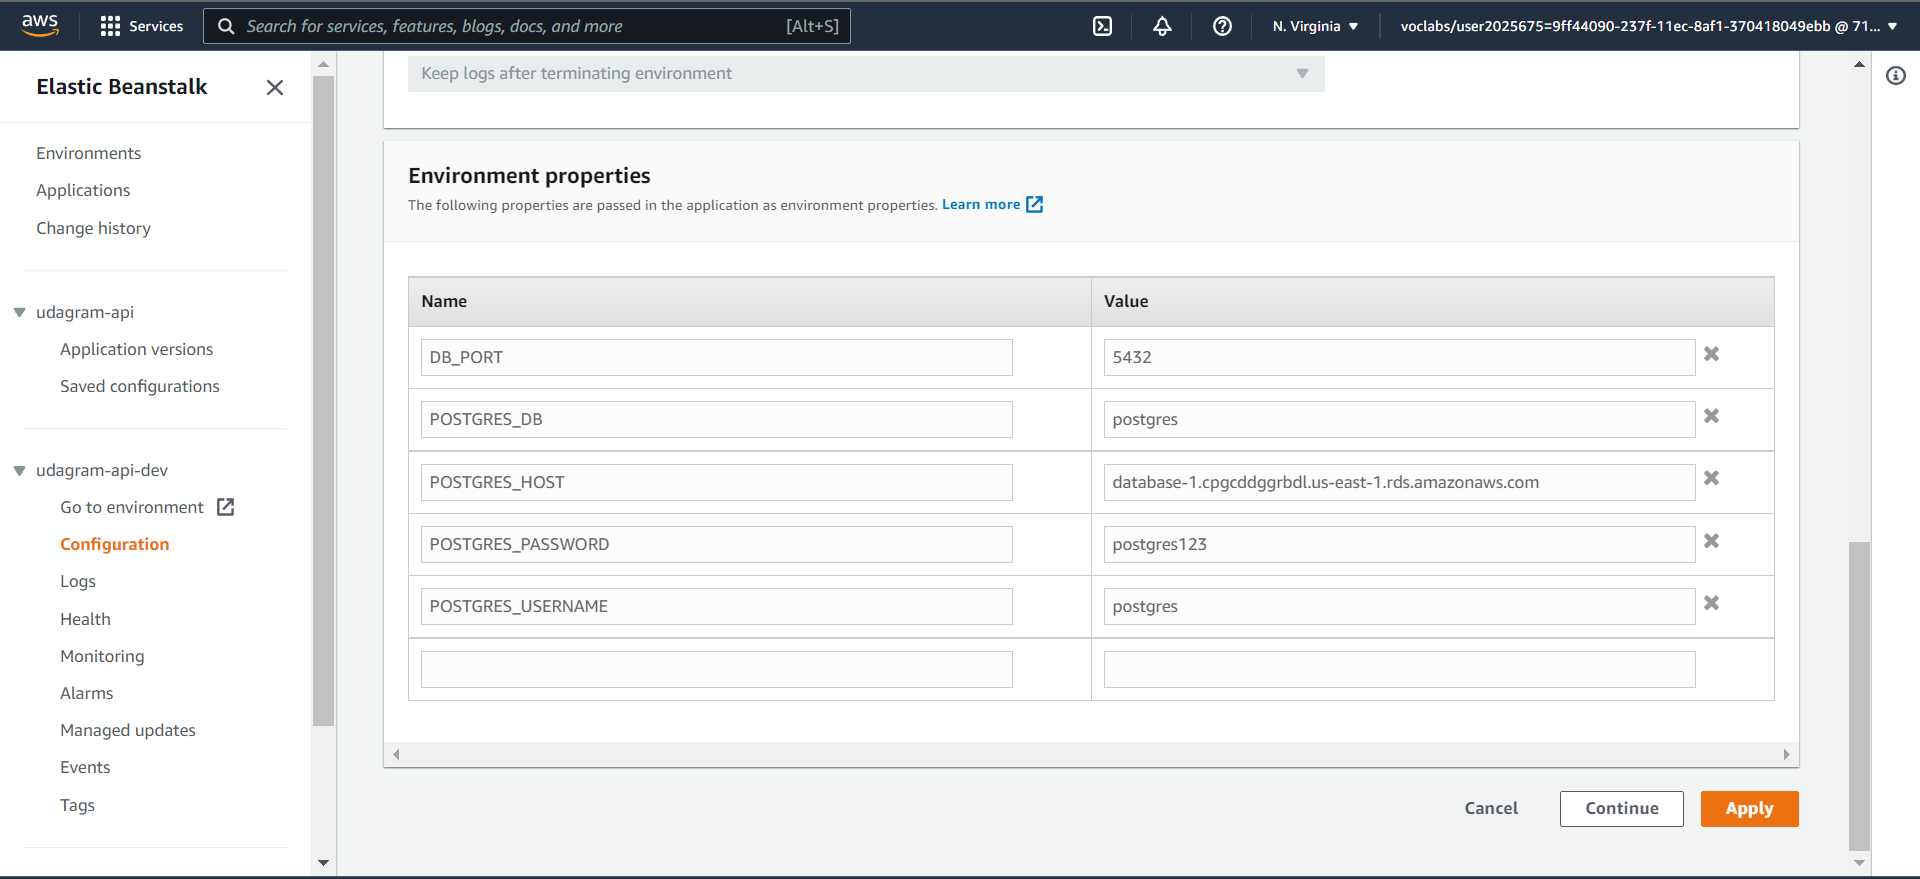 aws
Services
Search for services, features, blogs, docs, and more
[Alt+S]
N. Virginia
voclabs/user2025675=9ff44090-237f-11ec-8af1-370418049ebb @ 71...
Elastic Beanstalk
Environments
Applications
Change history
udagram-api
Application versions
Saved configurations
udagram-api-dev
Go to environment
Configuration
Logs
Health
Monitoring
Alarms
Managed updates
Events
Tags
Keep logs after terminating environment
Environment properties
The following properties are passed in the application as environment properties. Learn more
Name Value
DB_PORT 5432
POSTGRES_DB postgres
POSTGRES_HOST database-1.cpgcddggrbdl.us-east-1.rds.amazonaws.com
POSTGRES_PASSWORD postgres123
POSTGRES_USERNAME postgres
Cancel Continue Apply